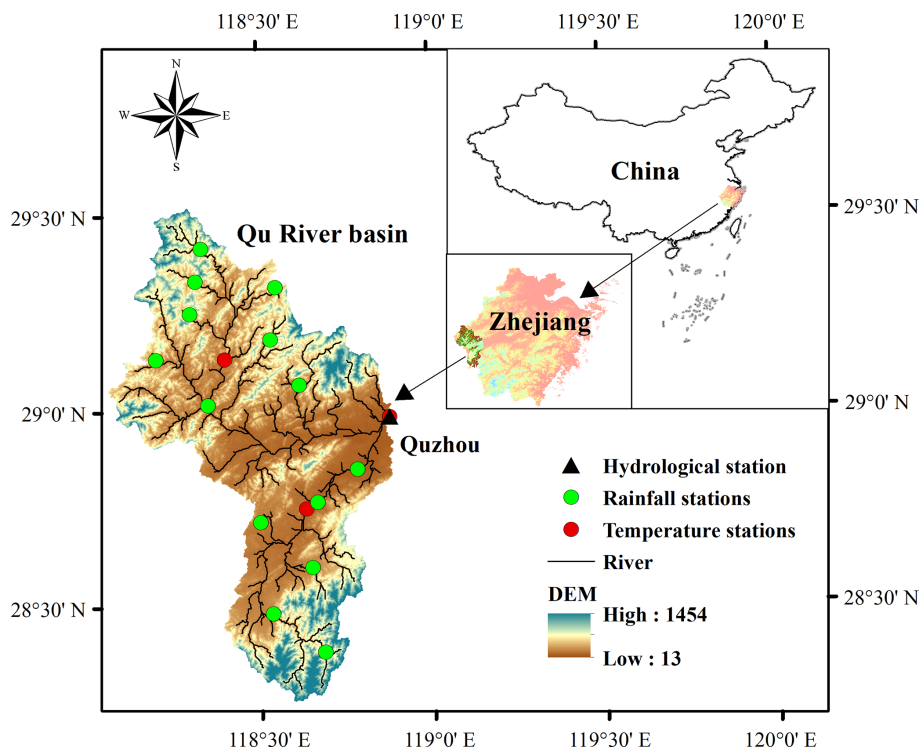 118°30' E 119°0' E 119°30' E 120°0' E
N
W E
S
China
29°30' N
29°30' N
Qu River basin
Zhejiang
29°0' N
29°0' N
Quzhou
Hydrological station
Rainfall stations
Temperature stations
River
DEM
High : 1454
Low : 13
28°30' N
28°30' N
118°30' E 119°0' E 119°30' E 120°0' E